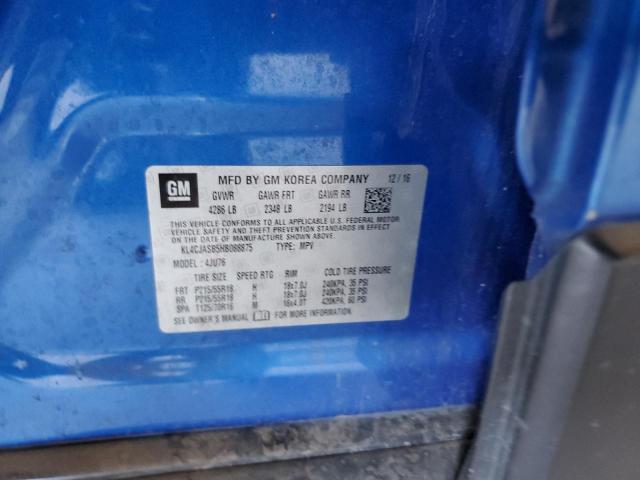 GM
MFD BY GM KOREA COMPANY 12/16
GVWR GAWR FRT GAWR RR
4286 LB 2348 LB 2194 LB
THIS VEHICLE CONFORMS TO ALL APPLICABLE U.S. FEDERAL MOTOR
VEHICLE SAFETY AND THEFT PREVENTION STANDARDS IN EFFECT
ON THE DATE OF MANUFACTURE SHOWN ABOVE.
KL4CJASB5HB088875 TYPE: MPV
MODEL: 4JU76
TIRE SIZE SPEED RTG RIM COLD TIRE PRESSURE
FRT P215/55R18 H 18x7.0J 240KPA, 35 PSI
RR P215/55R18 H 18x7.0J 240KPA, 35 PSI
SPA T125/70R16 M 16x4.0T 420KPA, 60 PSI
SEE OWNER'S MANUAL FOR MORE INFORMATION.